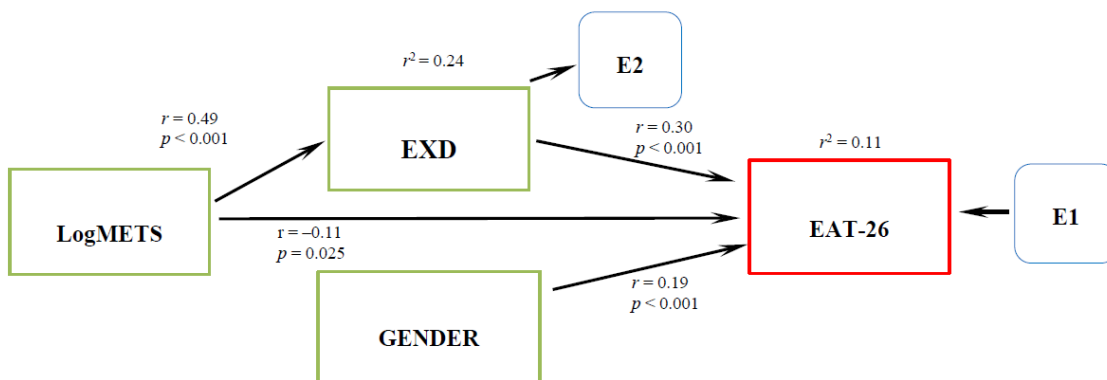 r² = 0.24
E2
r = 0.49
p < 0.001
EXD
r = 0.30
p < 0.001
r² = 0.11
LogMETS
r = –0.11
p = 0.025
EAT-26
E1
r = 0.19
p < 0.001
GENDER